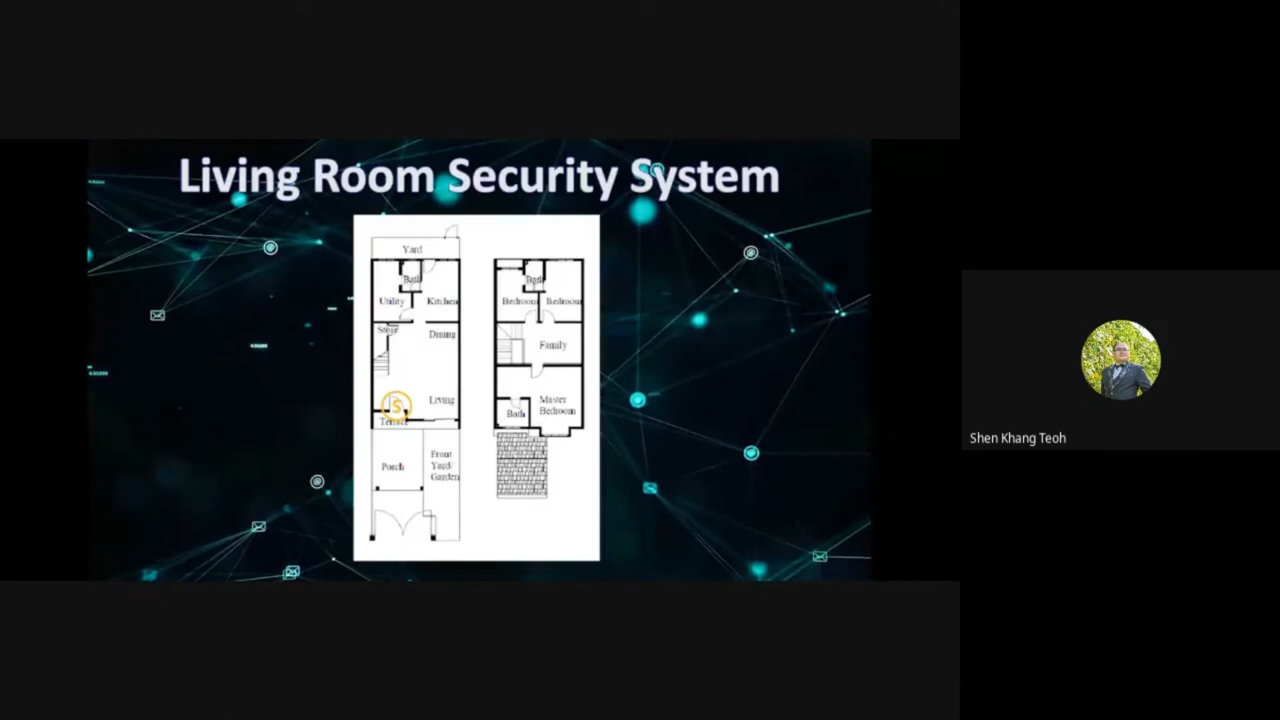 Living Room Security System
Yard
Bath
Utility
Kitchen
Store
Dining
Living
S
Terrace
Porch
Front
Yard/
Garden
Bath
Bedroom
Bedroom
Family
Master
Bedroom
Bath
Shen Khang Teoh